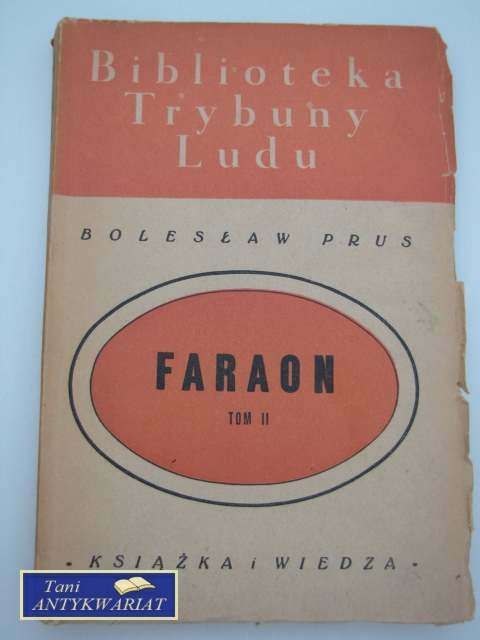 Biblioteka
Trybuny
Ludu
BOLESŁAW PRUS
FARAON
TOM II
• KSIĄŻKA i WIEDZA •
Tani
ANTYKWARIAT